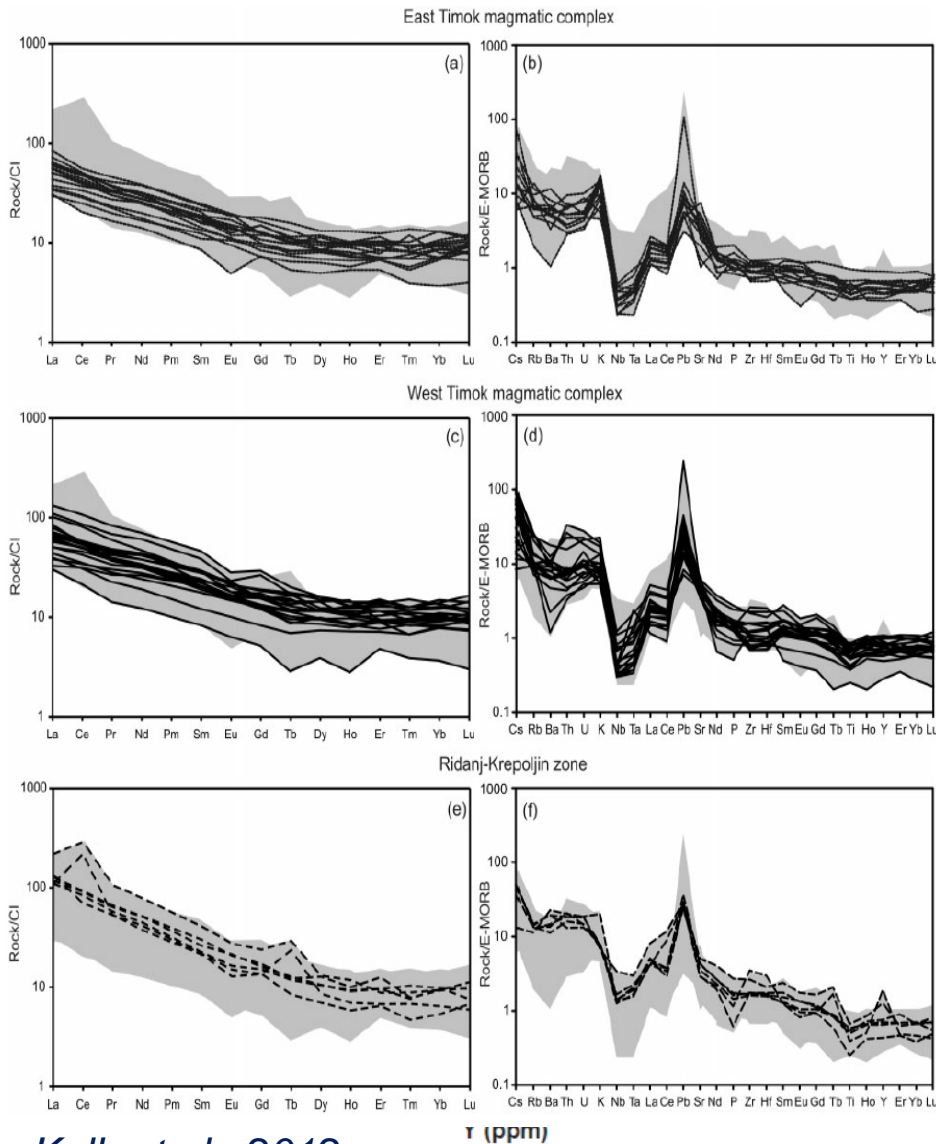 East Timok magmatic complex
1000
100
10
1
Rock/CI
(a)
La Ce Pr Nd Pm Sm Eu Gd Tb Dy Ho Er Tm Yb Lu
1000
100
10
1
0.1
Rock/E-MORB
(b)
Cs Rb Ba Th U K Nb Ta La Ce Pb Sr Nd P Zr Hf Sm Eu Gd Tb Ti Ho Y Er Yb Lu
West Timok magmatic complex
1000
100
10
1
Rock/CI
(c)
La Ce Pr Nd Pm Sm Eu Gd Tb Dy Ho Er Tm Yb Lu
1000
100
10
1
0.1
Rock/E-MORB
(d)
Cs Rb Ba Th U K Nb Ta La Ce Pb Sr Nd P Zr Hf Sm Eu Gd Tb Ti Ho Y Er Yb Lu
Ridanj-Krepoljin zone
1000
100
10
1
Rock/CI
(e)
La Ce Pr Nd Pm Sm Eu Gd Tb Dy Ho Er Tm Yb Lu
1000
100
10
1
0.1
Rock/E-MORB
(f)
Cs Rb Ba Th U K Nb Ta La Ce Pb Sr Nd P Zr Hf Sm Eu Gd Tb Ti Ho Y Er Yb Lu
Y (ppm)